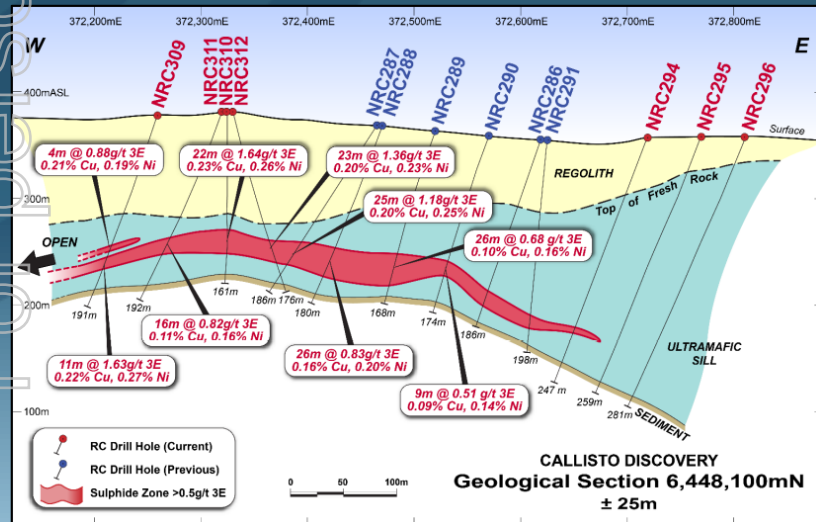 372,200mE
372,300mE
372,400mE
372,500mE
372,600mE
372,700mE
372,800mE
W
E
NRC309
NRC311
NRC310
NRC312
NRC287
NRC288
NRC289
NRC290
NRC286
NRC291
NRC294
NRC295
NRC296
400mASL
Surface
4m @ 0.88g/t 3E
0.21% Cu, 0.19% Ni
22m @ 1.64g/t 3E
0.23% Cu, 0.26% Ni
23m @ 1.36g/t 3E
0.20% Cu, 0.23% Ni
REGOLITH
Top of Fresh Rock
300m
25m @ 1.18g/t 3E
0.20% Cu, 0.25% Ni
OPEN
26m @ 0.68 g/t 3E
0.10% Cu, 0.16% Ni
200m
191m
192m
161m
186m
176m
180m
168m
174m
186m
198m
247 m
259m
281m
16m @ 0.82g/t 3E
0.11% Cu, 0.16% Ni
11m @ 1.63g/t 3E
0.22% Cu, 0.27% Ni
26m @ 0.83g/t 3E
0.16% Cu, 0.20% Ni
9m @ 0.51 g/t 3E
0.09% Cu, 0.14% Ni
ULTRAMAFIC
SILL
SEDIMENT
100m
RC Drill Hole (Current)
RC Drill Hole (Previous)
Sulphide Zone >0.5g/t 3E
0 50 100m
CALLISTO DISCOVERY
Geological Section 6,448,100mN
± 25m